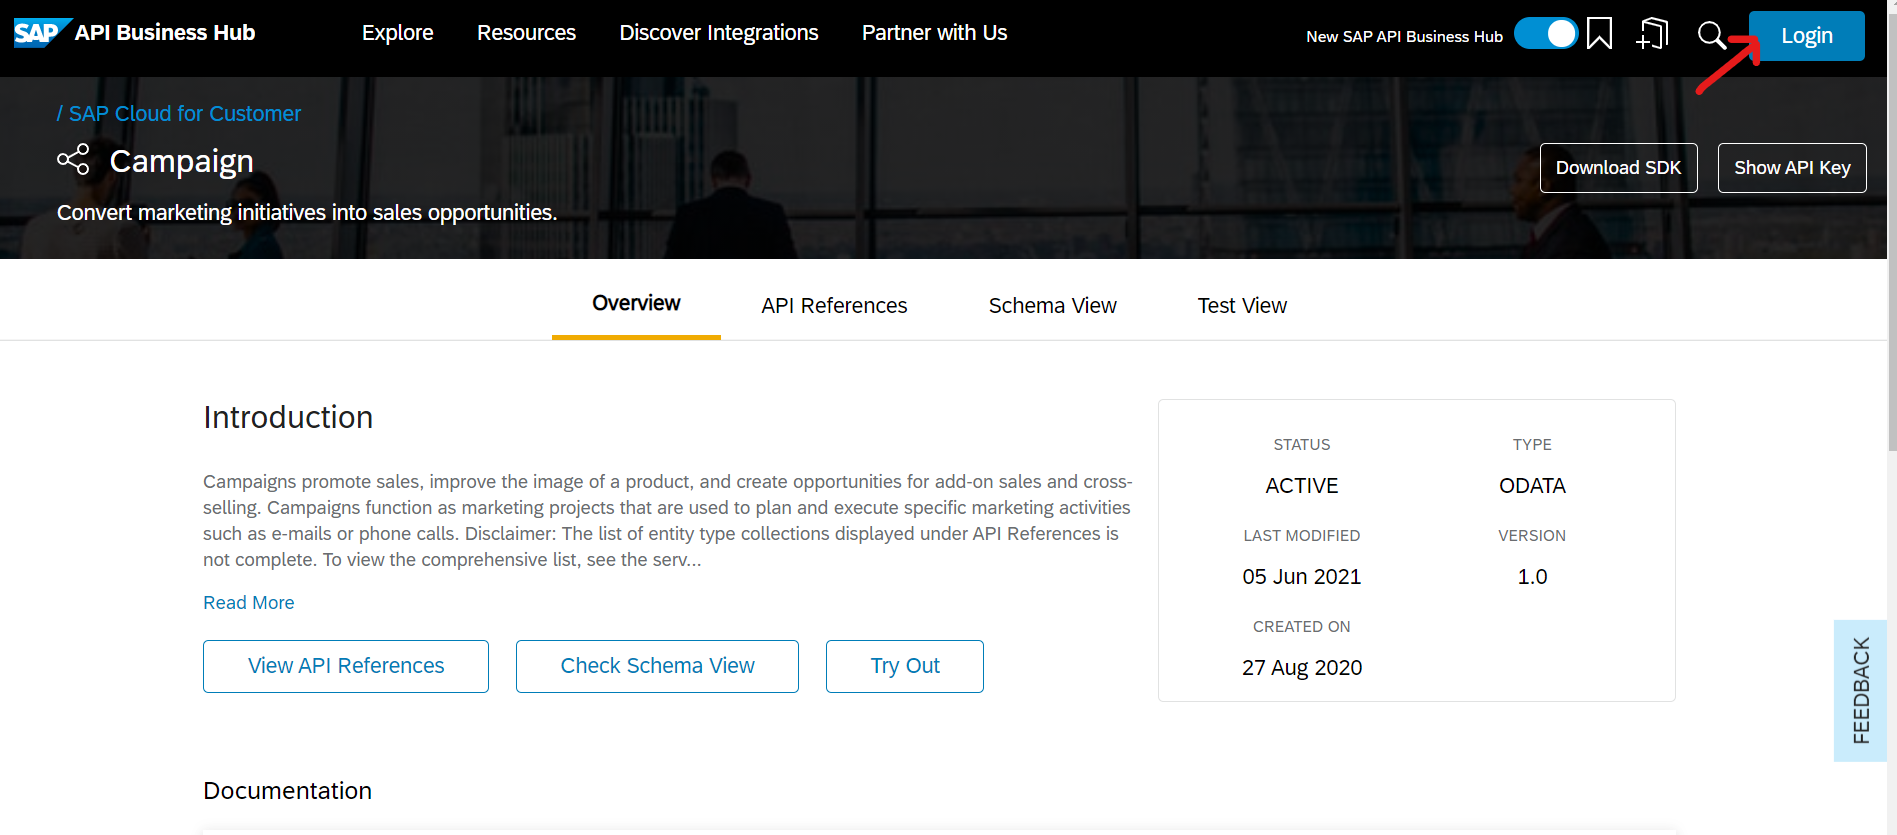 SAP API Business Hub
Explore
Resources
Discover Integrations
Partner with Us
New SAP API Business Hub
Login
/ SAP Cloud for Customer
Campaign
Convert marketing initiatives into sales opportunities.
Download SDK
Show API Key
Overview
API References
Schema View
Test View
Introduction
Campaigns promote sales, improve the image of a product, and create opportunities for add-on sales and cross-
selling. Campaigns function as marketing projects that are used to plan and execute specific marketing activities
such as e-mails or phone calls. Disclaimer: The list of entity type collections displayed under API References is
not complete. To view the comprehensive list, see the serv...
Read More
View API References
Check Schema View
Try Out
STATUS
ACTIVE
TYPE
ODATA
LAST MODIFIED
05 Jun 2021
VERSION
1.0
CREATED ON
27 Aug 2020
FEEDBACK
Documentation